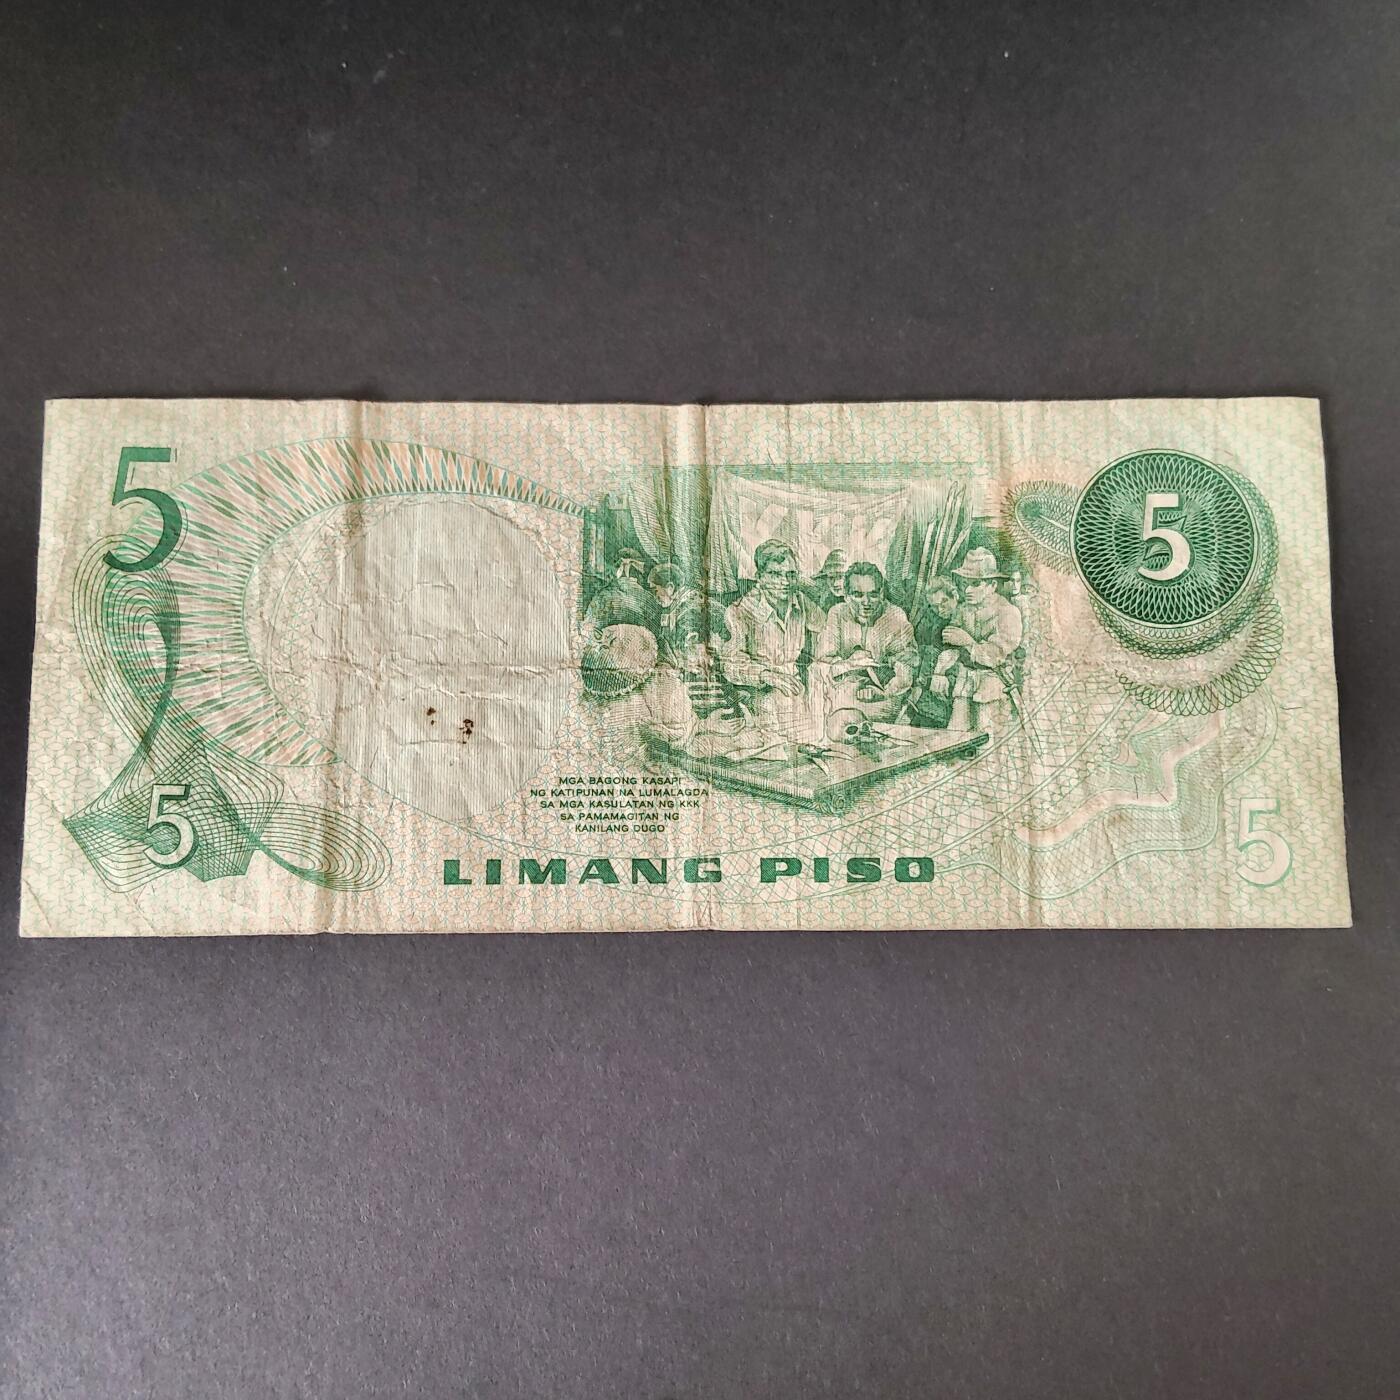 5
5
MGA BAGONG KASAPI
NG KATIPUNAN NA LUMALAGDA
SA MGA KASULATAN NG KKK
SA PAMAMAGITAN NG
KANILANG DUGO
5
5
LIMANG PISO